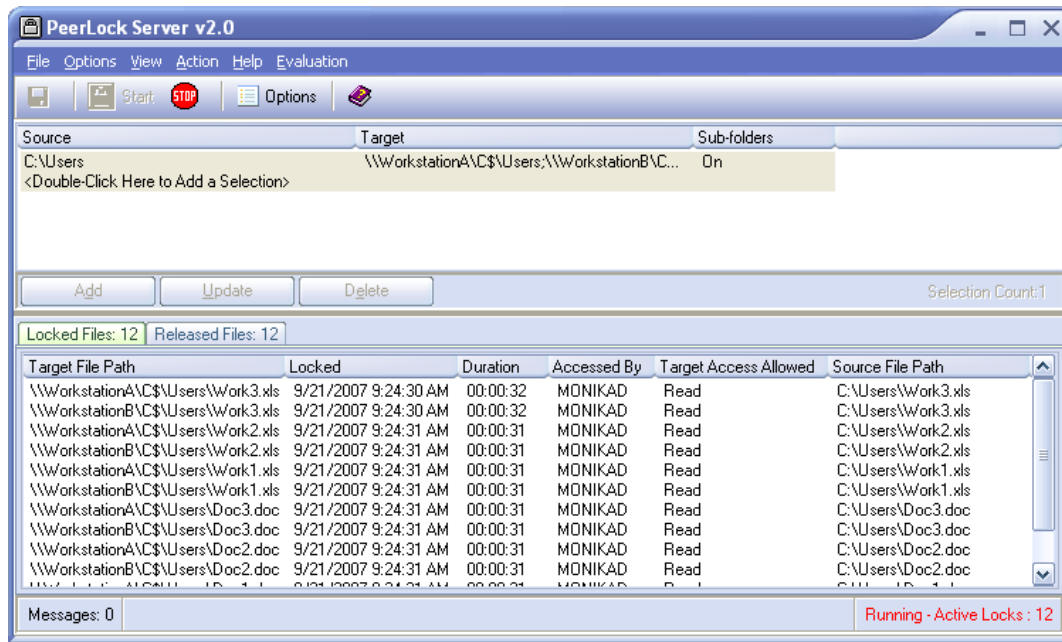 PeerLock Server v2.0
File Options View Action Help Evaluation
Start STOP Options
Source Target Sub-folders
C:\Users \\WorkstationA\C$\Users;\\WorkstationB\C... On
<Double-Click Here to Add a Selection>
Add Update Delete Selection Count:1
Locked Files: 12 Released Files: 12
Target File Path Locked Duration Accessed By Target Access Allowed Source File Path
\\WorkstationA\C$\Users\Work3.xls 9/21/2007 9:24:30 AM 00:00:32 MONIKAD Read C:\Users\Work3.xls
\\WorkstationB\C$\Users\Work3.xls 9/21/2007 9:24:30 AM 00:00:32 MONIKAD Read C:\Users\Work3.xls
\\WorkstationA\C$\Users\Work2.xls 9/21/2007 9:24:31 AM 00:00:31 MONIKAD Read C:\Users\Work2.xls
\\WorkstationB\C$\Users\Work2.xls 9/21/2007 9:24:31 AM 00:00:31 MONIKAD Read C:\Users\Work2.xls
\\WorkstationA\C$\Users\Work1.xls 9/21/2007 9:24:31 AM 00:00:31 MONIKAD Read C:\Users\Work1.xls
\\WorkstationB\C$\Users\Work1.xls 9/21/2007 9:24:31 AM 00:00:31 MONIKAD Read C:\Users\Work1.xls
\\WorkstationA\C$\Users\Doc3.doc 9/21/2007 9:24:31 AM 00:00:31 MONIKAD Read C:\Users\Doc3.doc
\\WorkstationB\C$\Users\Doc3.doc 9/21/2007 9:24:31 AM 00:00:31 MONIKAD Read C:\Users\Doc3.doc
\\WorkstationA\C$\Users\Doc2.doc 9/21/2007 9:24:31 AM 00:00:31 MONIKAD Read C:\Users\Doc2.doc
\\WorkstationB\C$\Users\Doc2.doc 9/21/2007 9:24:31 AM 00:00:31 MONIKAD Read C:\Users\Doc2.doc
Messages: 0 Running - Active Locks : 12